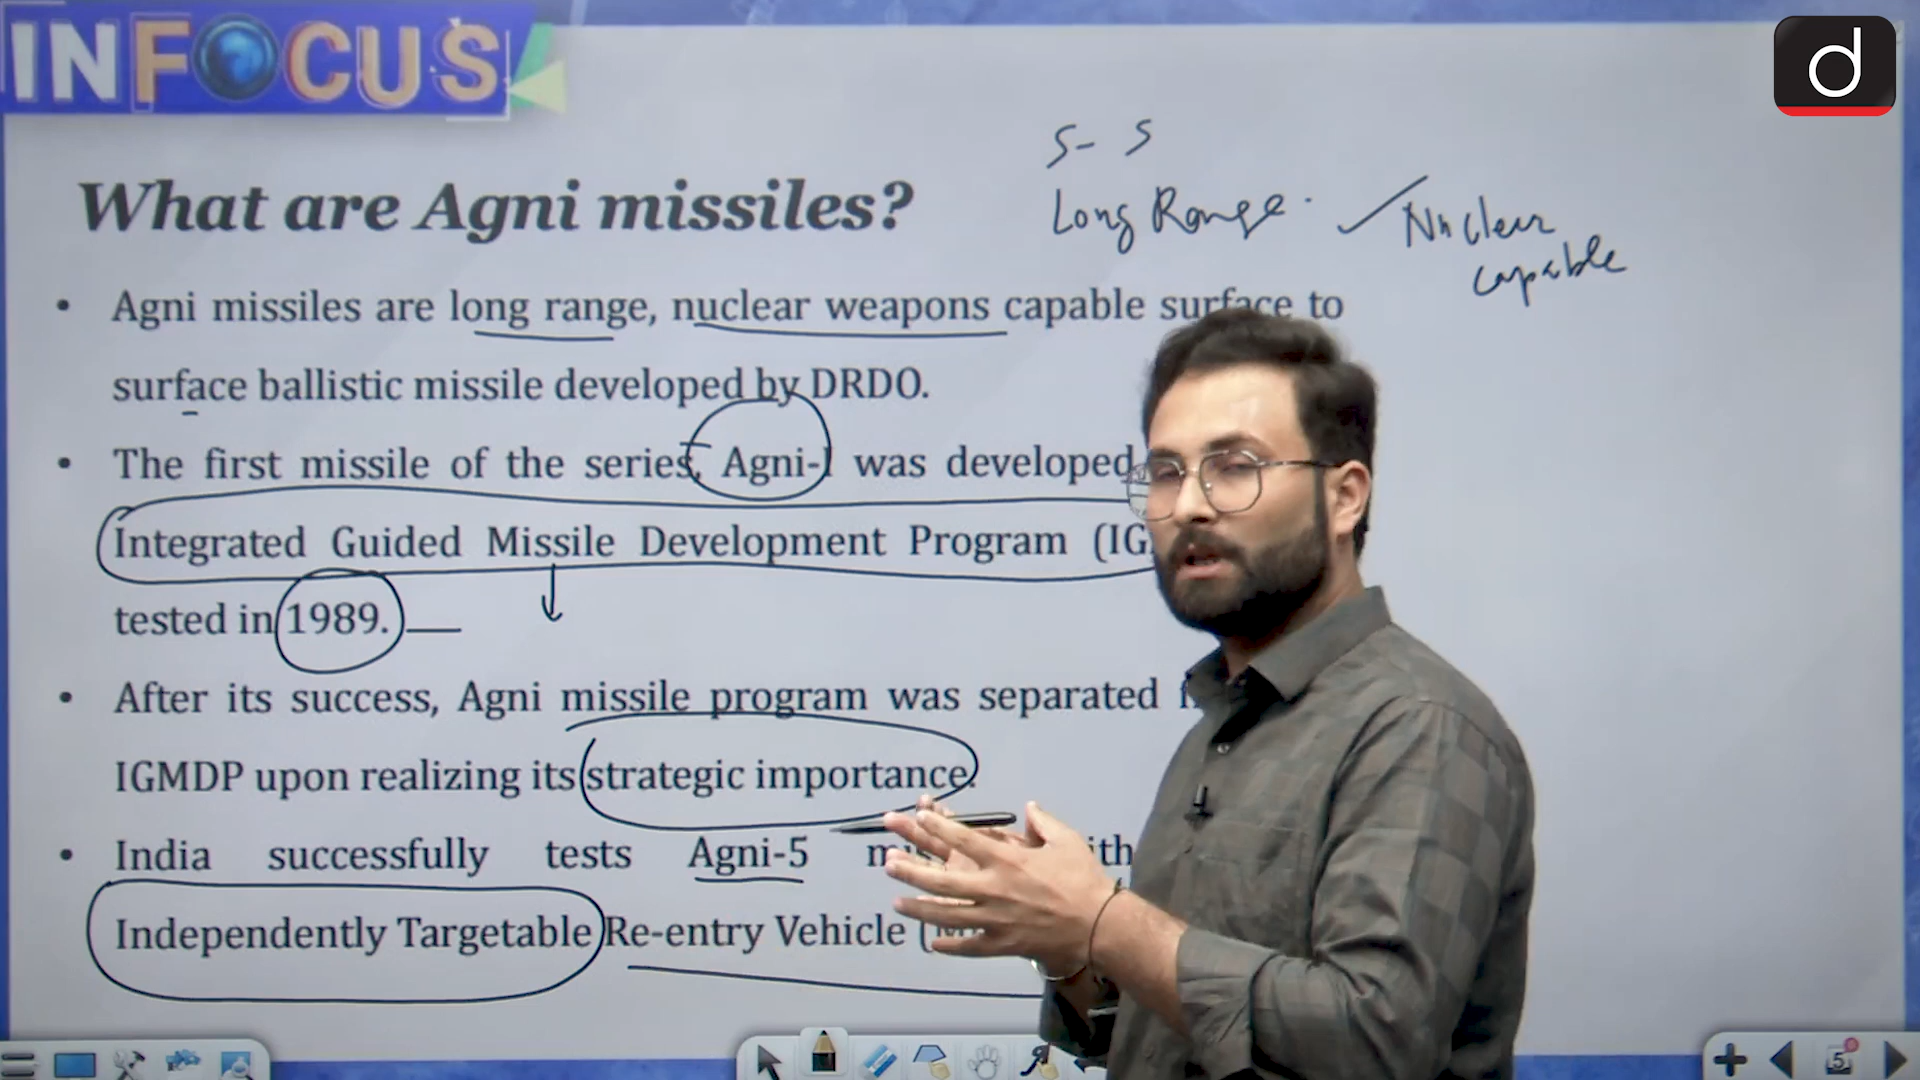 INFOCUS
d
S- S
Long Range.
Nuclear
capable
What are Agni missiles?
• Agni missiles are long range, nuclear weapons capable surface to
surface ballistic missile developed by DRDO.
• The first missile of the series, Agni-I was developed
Integrated Guided Missile Development Program (IG
tested in 1989.
• After its success, Agni missile program was separated
IGMDP upon realizing its strategic importance.
• India successfully tests Agni-5
Independently Targetable Re-entry Vehicle
5